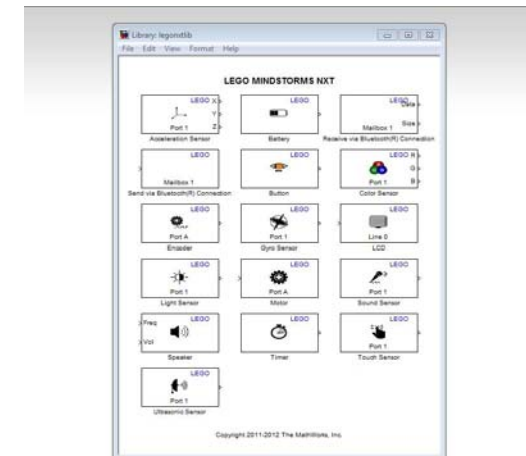 Library: legonxtlib
File Edit View Format Help
LEGO MINDSTORMS NXT
LEGO X
Y
Z
Port 1
Acceleration Sensor
LEGO
Battery
LEGO Data
Size
Mailbox 1
Receive via Bluetooth(R) Connection
LEGO
Mailbox 1
Send via Bluetooth(R) Connection
LEGO
Button
LEGO R
G
B
Port 1
Color Sensor
LEGO
Port A
Encoder
LEGO
Port 1
Gyro Sensor
LEGO
Line 0
LCD
LEGO
Port 1
Light Sensor
LEGO
Port A
Motor
LEGO
Port 1
Sound Sensor
Freq LEGO
Vol
Speaker
LEGO
Timer
LEGO
Port 1
Touch Sensor
LEGO
Port 1
Ultrasonic Sensor
Copyright 2011-2012 The MathWorks, Inc.